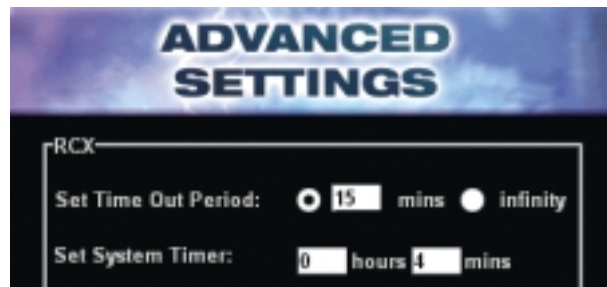 ADVANCED
SETTINGS
RCX
Set Time Out Period: 15 mins infinity
Set System Timer: 0 hours 4 mins